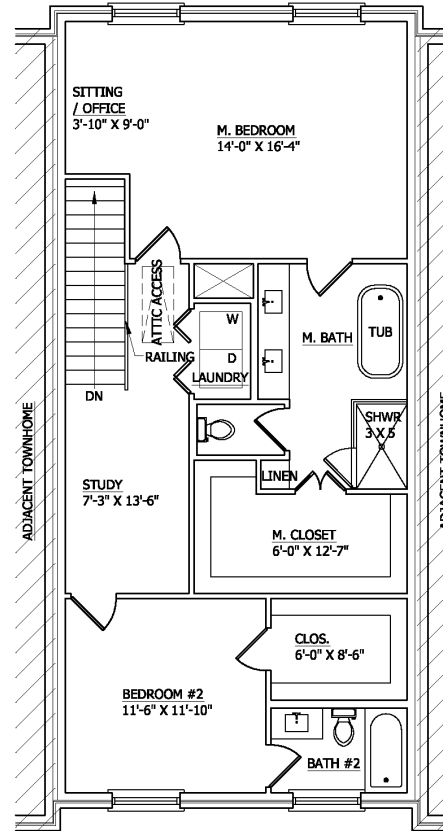 SITTING
/ OFFICE
3'-10" X 9'-0"
M. BEDROOM
14'-0" X 16'-4"
ATTIC ACCESS
W
D
LAUNDRY
M. BATH
TUB
RAILING
DN
SHWR
3 X 5
LINEN
ADJACENT TOWNHOME
ADJACENT TOWNHOME
STUDY
7'-3" X 13'-6"
M. CLOSET
6'-0" X 12'-7"
CLOS.
6'-0" X 8'-6"
BEDROOM #2
11'-6" X 11'-10"
BATH #2